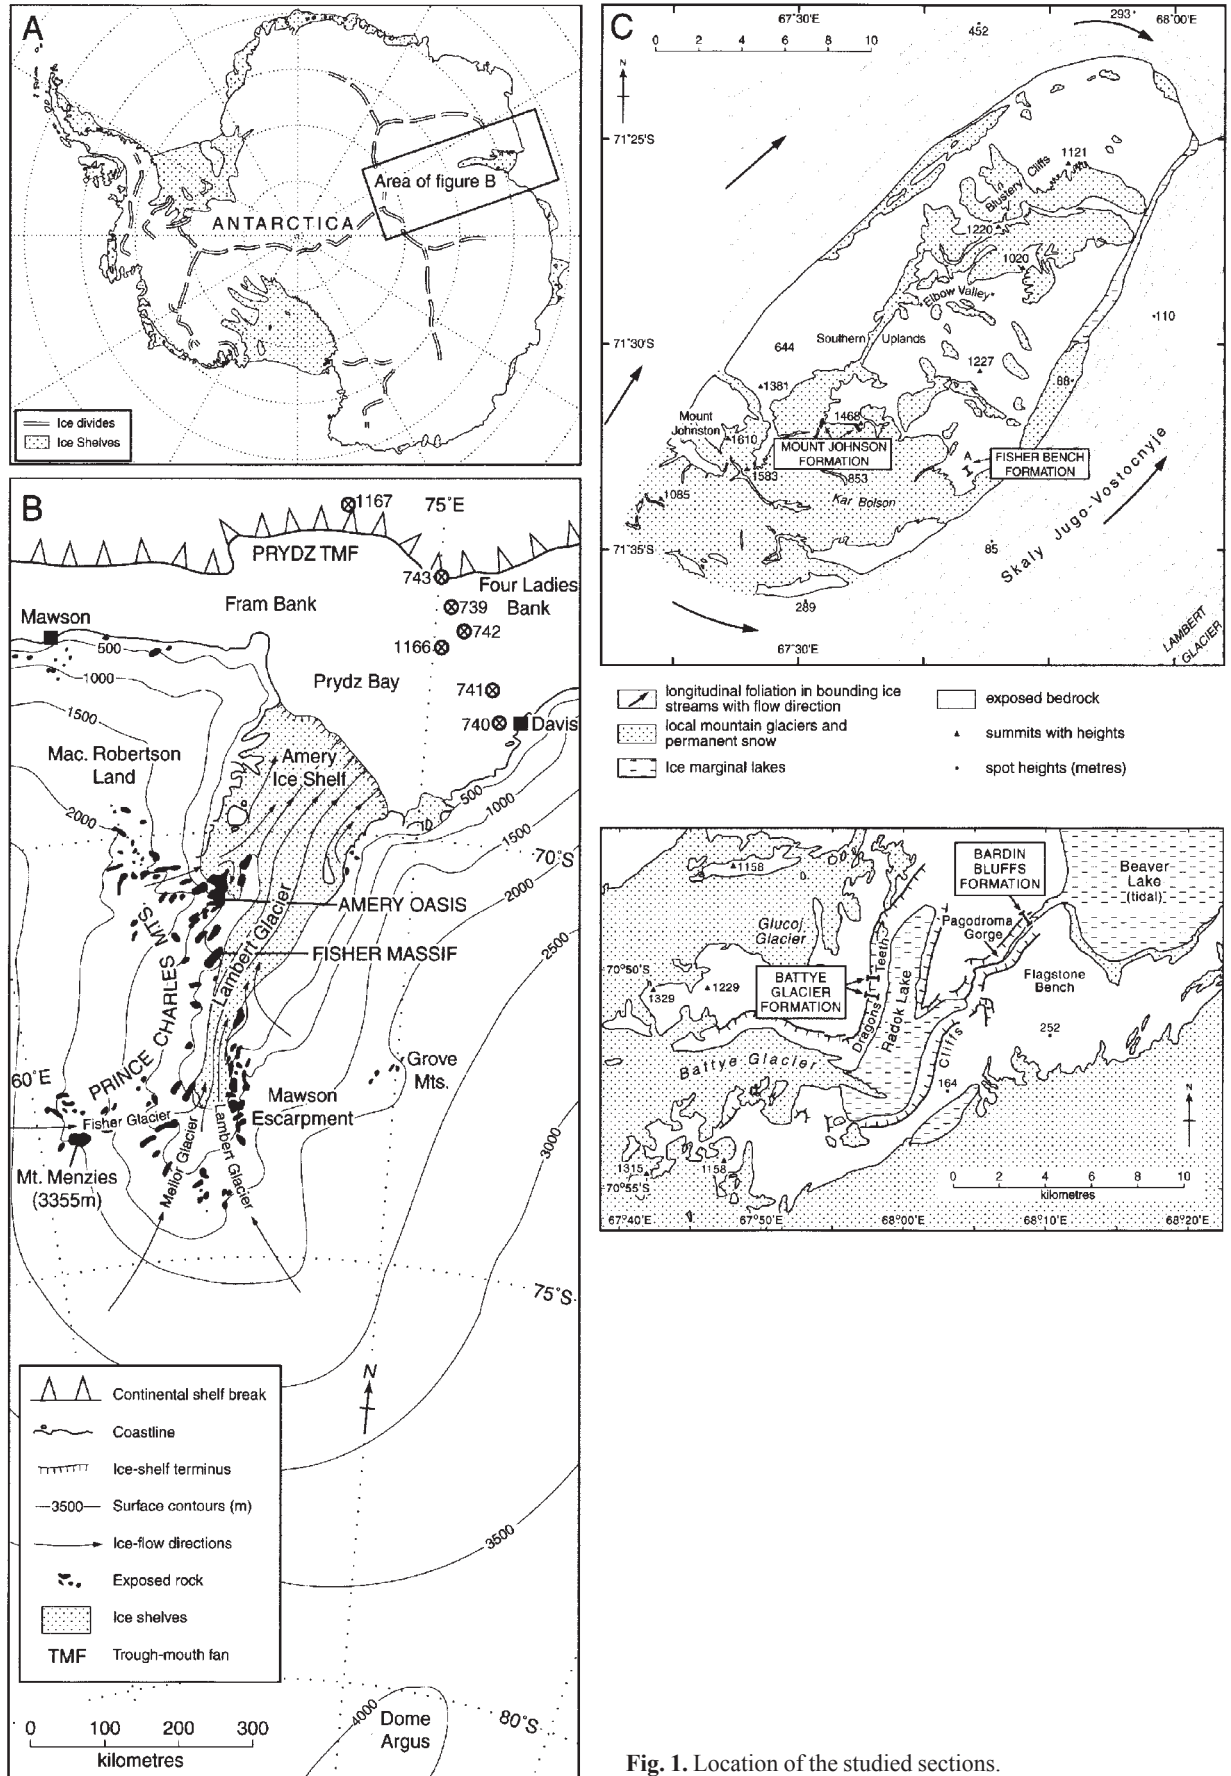 A
Area of figure B
ANTARCTICA
Ice divides
Ice Shelves
B
1167
75°E
PRYDZ TMF
743
Four Ladies
Bank
Fram Bank
739
Mawson
742
1166
500
Prydz Bay
1000
741
1500
740
Davis
Mac. Robertson
Land
Amery
Ice Shelf
500
1000
1500
2000
70°S
2000
AMERY OASIS
2500
FISHER MASSIF
Lambert Glacier
PRINCE CHARLES MTS
60°E
Grove
Mts.
Mawson
Escarpment
Fisher Glacier
3000
Mt. Menzies
(3355m)
Mellor Glacier
Lambert Glacier
75°S
N
Continental shelf break
Coastline
Ice-shelf terminus
3500
Surface contours (m)
Ice-flow directions
Exposed rock
Ice shelves
TMF
Trough-mouth fan
3500
4000
Dome
Argus
80°S
0 100 200 300
kilometres
C
67°30'E
293
68°00'E
452
0 2 4 6 8 10
N
71°25'S
1121
Blustery Cliffs
1220
1020
Elbow Valley
110
71°30'S
644
Southern Uplands
1227
1381
88
Mount
Johnston
1468
1610
MOUNT JOHNSON
FORMATION
A
FISHER BENCH
FORMATION
1583
853
1085
Kar Bolson
Skaly Jugo-Vostocnyje
71°35'S
85
289
LAMBERT
GLACIER
67°30'E
longitudinal foliation in bounding ice
streams with flow direction
exposed bedrock
local mountain glaciers and
permanent snow
summits with heights
Ice marginal lakes
spot heights (metres)
BARDIN
BLUFFS
FORMATION
Beaver
Lake
(tidal)
1158
Glucoj
Glacier
Pagodroma
Gorge
70°50'S
BATTYE
GLACIER
FORMATION
Flagstone
Bench
1329
1229
Dragons Teeth
Radok Lake
252
Cliffs
Battye Glacier
164
N
1315
1158
70°55'S
0 2 4 6 8 10
kilometres
67°40'E 67°50'E 68°00'E 68°10'E 68°20'E
Fig. 1. Location of the studied sections.